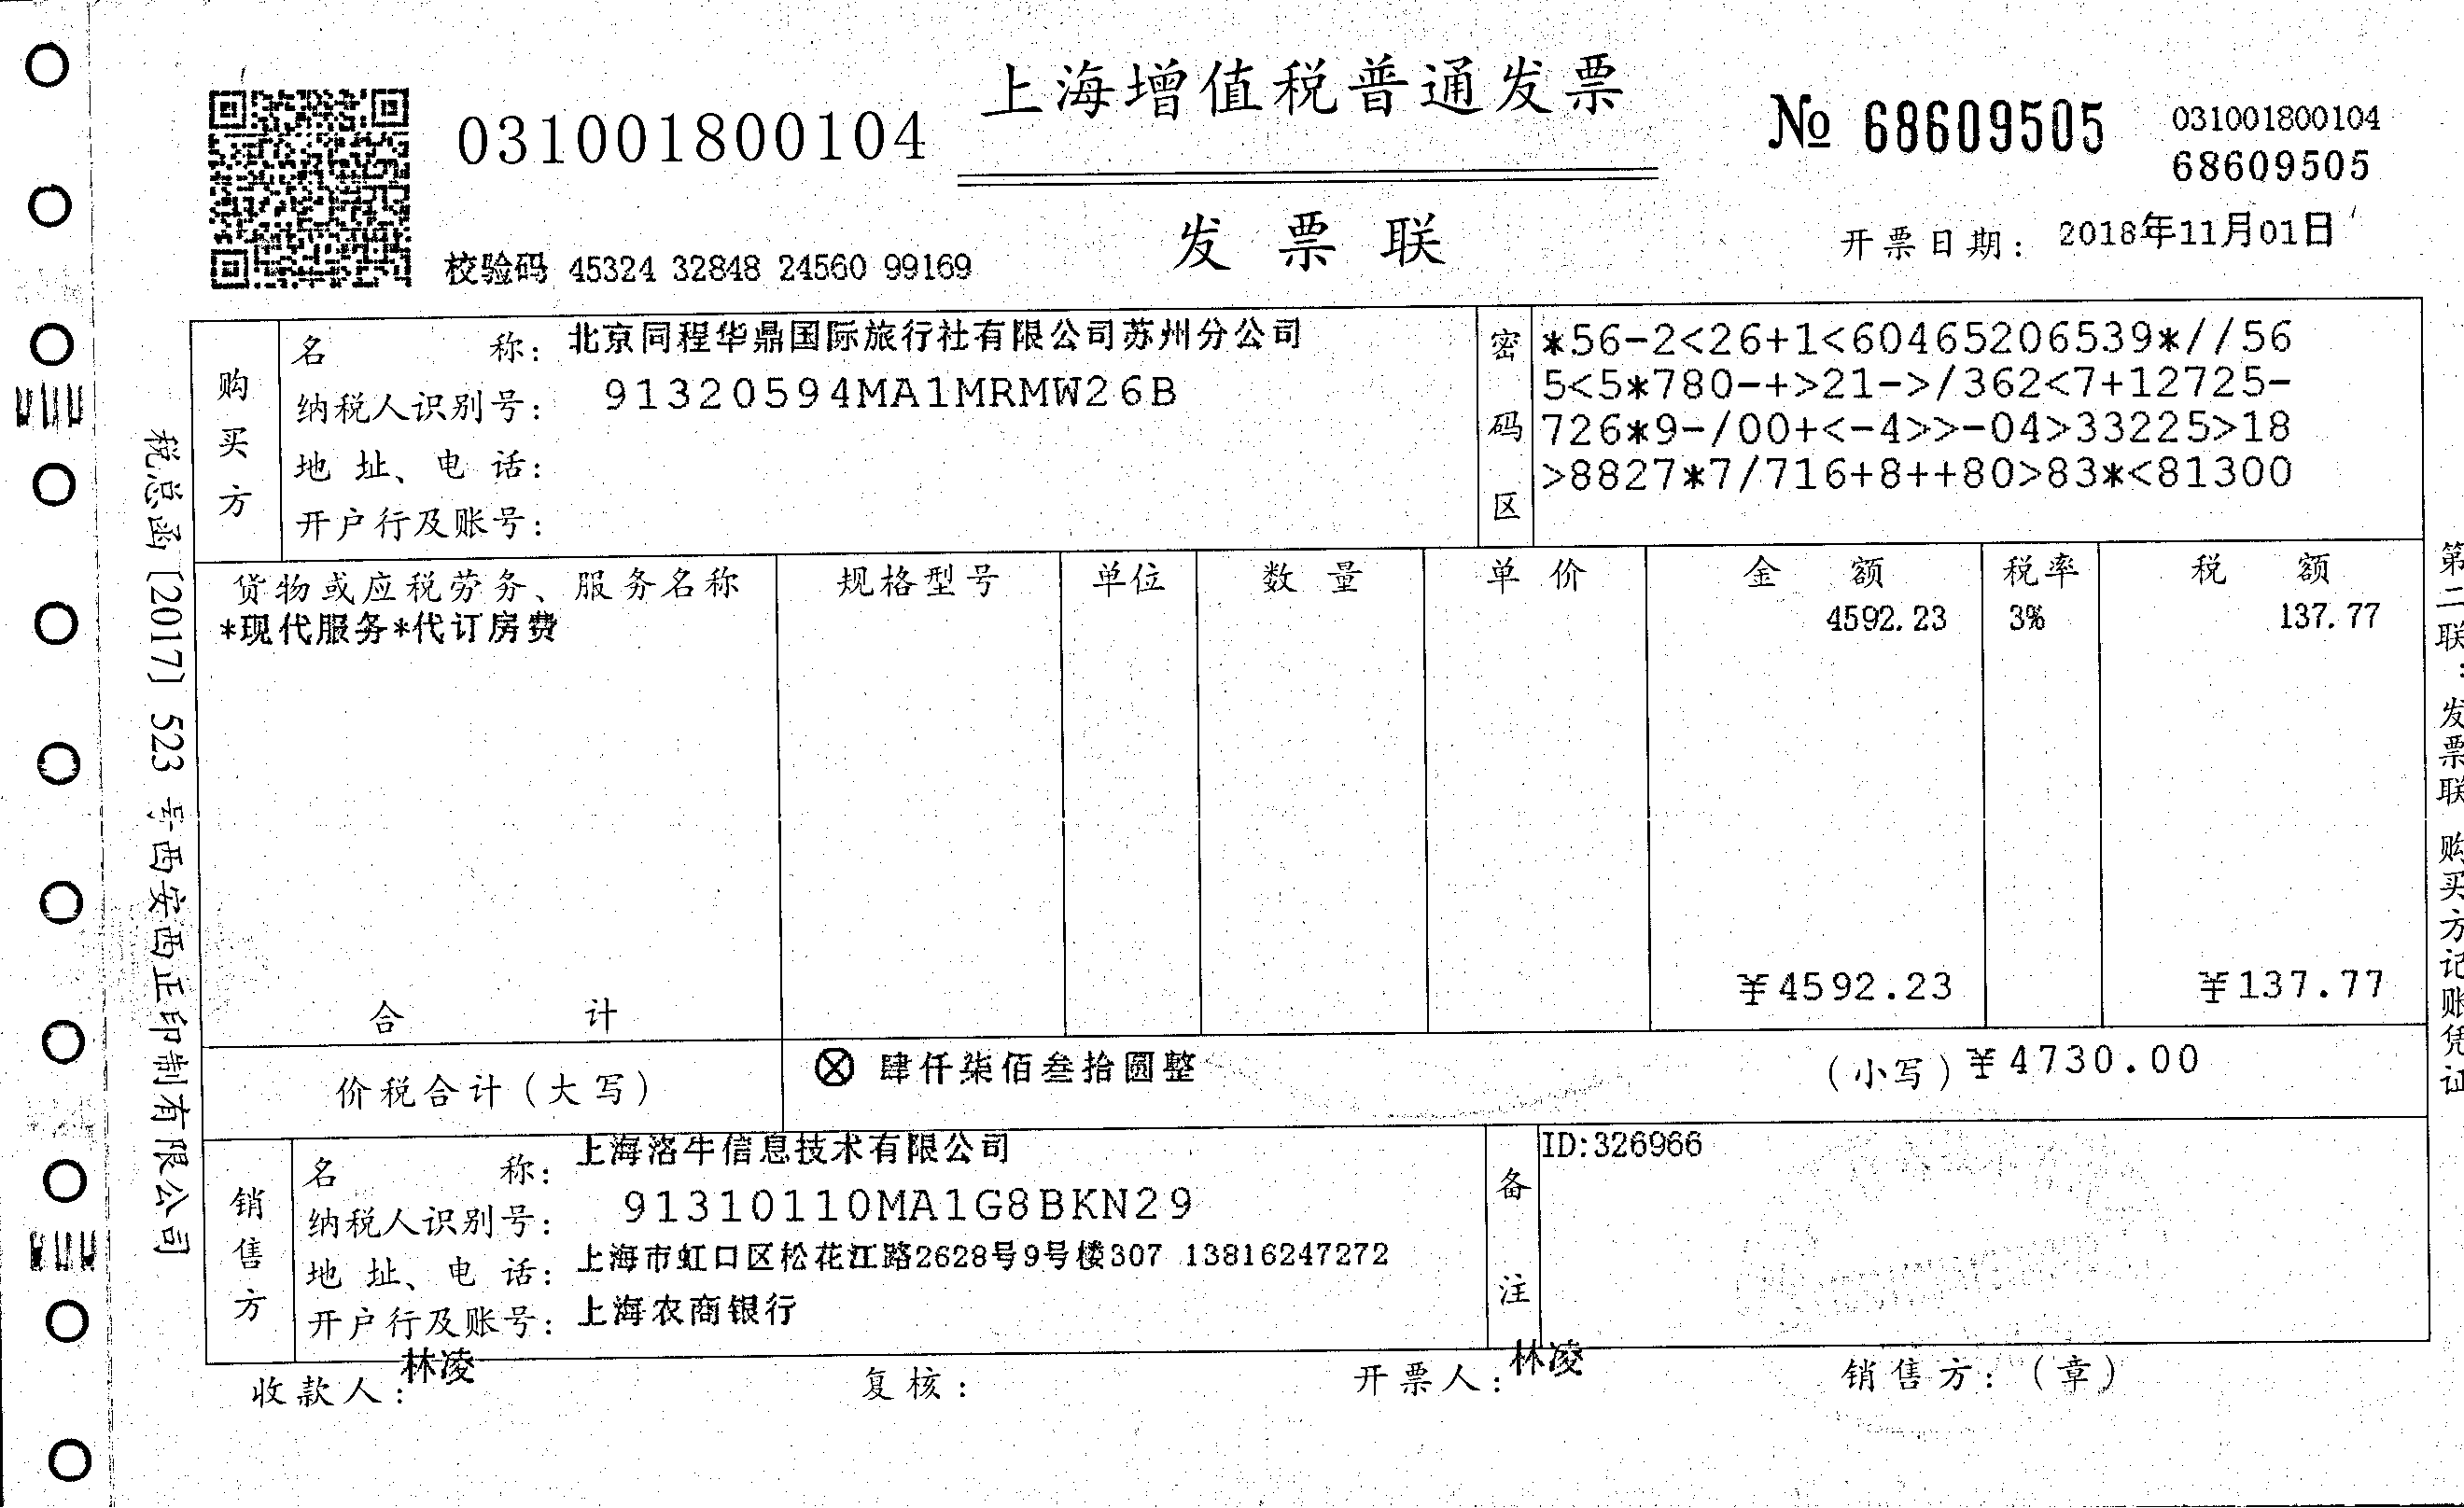 上海增值税普通发票
031001800104
№ 68609505
031001800104
68609505
发票联
校验码 45324 32848 24560 99169
开票日期: 2018年11月01日
购买方
名称: 北京同程华鼎国际旅行社有限公司苏州分公司
纳税人识别号: 91320594MA1MRMW26B
地址、电话:
开户行及账号:
密码区
*56-2<26+1<60465206539*//56
5<5*780-+>21->/362<7+12725-
726*9-/00+<-4>>-04>33225>18
>8827*7/716+8++80>83*<81300
货物或应税劳务、服务名称 规格型号 单位 数量 单价 金额 税率 税额
*现代服务*代订房费 4592.23 3% 137.77
合计 ¥4592.23 ¥137.77
价税合计(大写) ⊗ 肆仟柒佰叁拾圆整 (小写) ¥4730.00
销售方
名称: 上海洛牛信息技术有限公司
纳税人识别号: 91310110MA1G8BKN29
地址、电话: 上海市虹口区松花江路2628号9号楼307 13816247272
开户行及账号: 上海农商银行
备注
ID:326966
收款人: 林凌 复核: 开票人: 林凌 销售方:(章)
税总函〔2017〕523号西安西正印制有限公司
第二联:发票联 购买方记账凭证